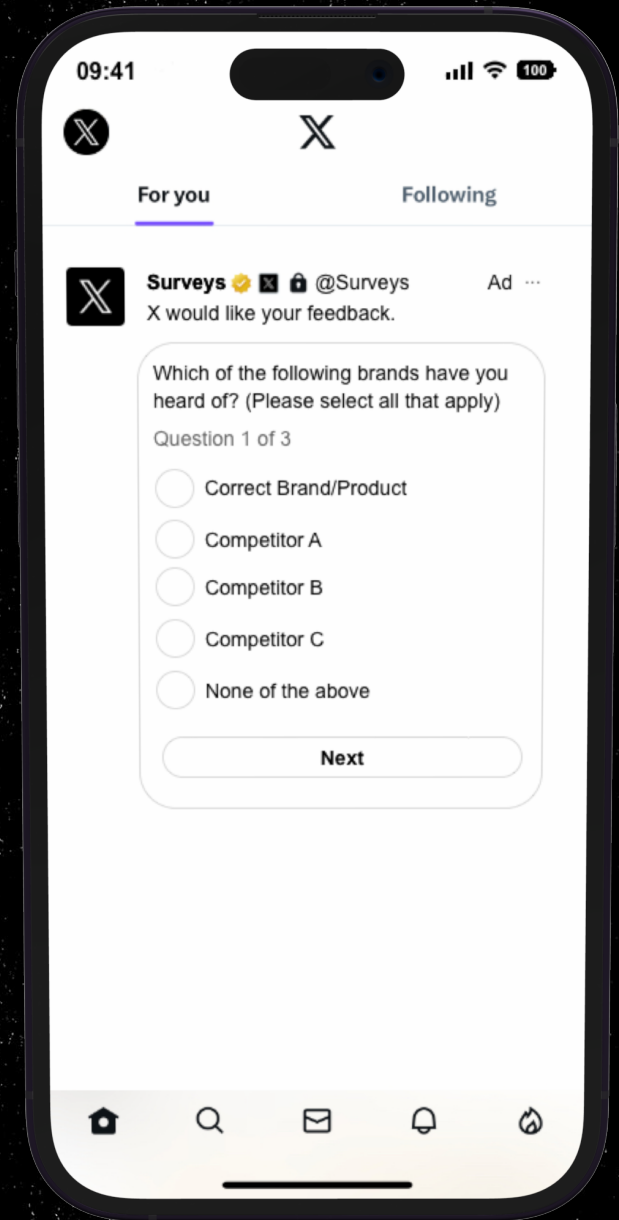 09:41
100
X
X
For you
Following
X
Surveys X @Surveys Ad ...
X would like your feedback.
Which of the following brands have you
heard of? (Please select all that apply)
Question 1 of 3
Correct Brand/Product
Competitor A
Competitor B
Competitor C
None of the above
Next